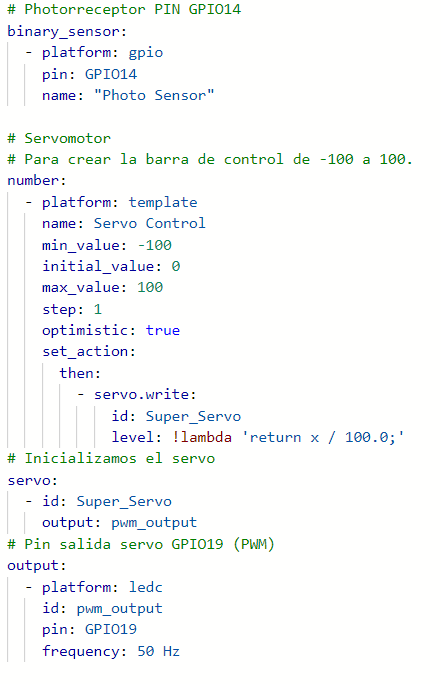 # Photorreceptor PIN GPIO14
binary_sensor:
  - platform: gpio
    pin: GPIO14
    name: "Photo Sensor"

# Servomotor
# Para crear la barra de control de -100 a 100.
number:
  - platform: template
    name: Servo Control
    min_value: -100
    initial_value: 0
    max_value: 100
    step: 1
    optimistic: true
    set_action:
      then:
        - servo.write:
            id: Super_Servo
            level: !lambda 'return x / 100.0;'
# Inicializamos el servo
servo:
  - id: Super_Servo
    output: pwm_output
# Pin salida servo GPIO19 (PWM)
output:
  - platform: ledc
    id: pwm_output
    pin: GPIO19
    frequency: 50 Hz